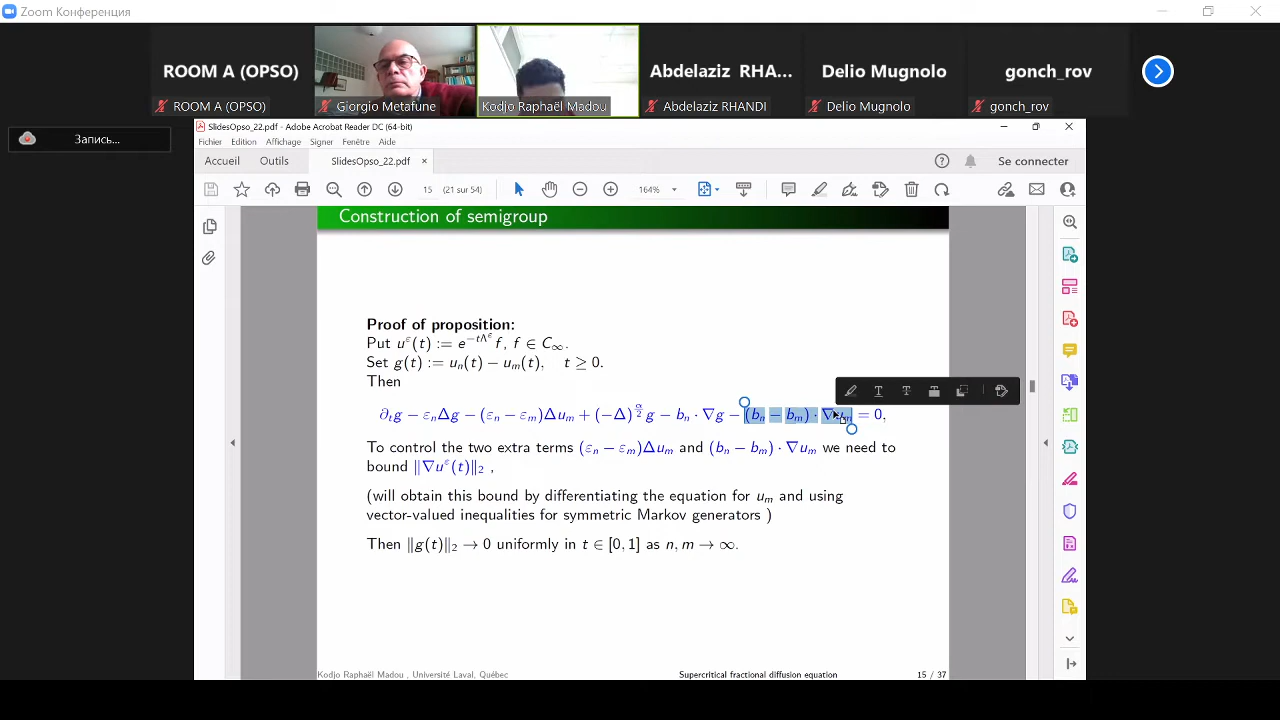 Zoom Конференция
ROOM A (OPSO)
Abdelaziz RHA...
Delio Mugnolo
gonch_rov
ROOM A (OPSO)
Giorgio Metafune
Kodjo Raphaël Madou
Abdelaziz RHANDI
Delio Mugnolo
gonch_rov
Запись...
SlidesOpso_22.pdf - Adobe Acrobat Reader DC (64-bit)
Fichier Edition Affichage Signer Fenêtre Aide
Accueil Outils SlidesOpso_22.pdf × Se connecter
15 (21 sur 54) 164%
Construction of semigroup
Proof of proposition:
Put u^ε(t) := e^{-tΛ^ε} f, f ∈ C_∞.
Set g(t) := u_n(t) − u_m(t), t ≥ 0.
Then
∂_t g − ε_n Δg − (ε_n − ε_m)Δu_m + (−Δ)^{α/2} g − b_n · ∇g − (b_n − b_m) · ∇u_m = 0,
To control the two extra terms (ε_n − ε_m)Δu_m and (b_n − b_m) · ∇u_m we need to
bound ‖∇u^ε(t)‖_2 ,
(will obtain this bound by differentiating the equation for u_m and using
vector-valued inequalities for symmetric Markov generators )
Then ‖g(t)‖_2 → 0 uniformly in t ∈ [0, 1] as n, m → ∞.
Kodjo Raphaël Madou , Université Laval, Québec Supercritical fractional diffusion equation 15 / 37